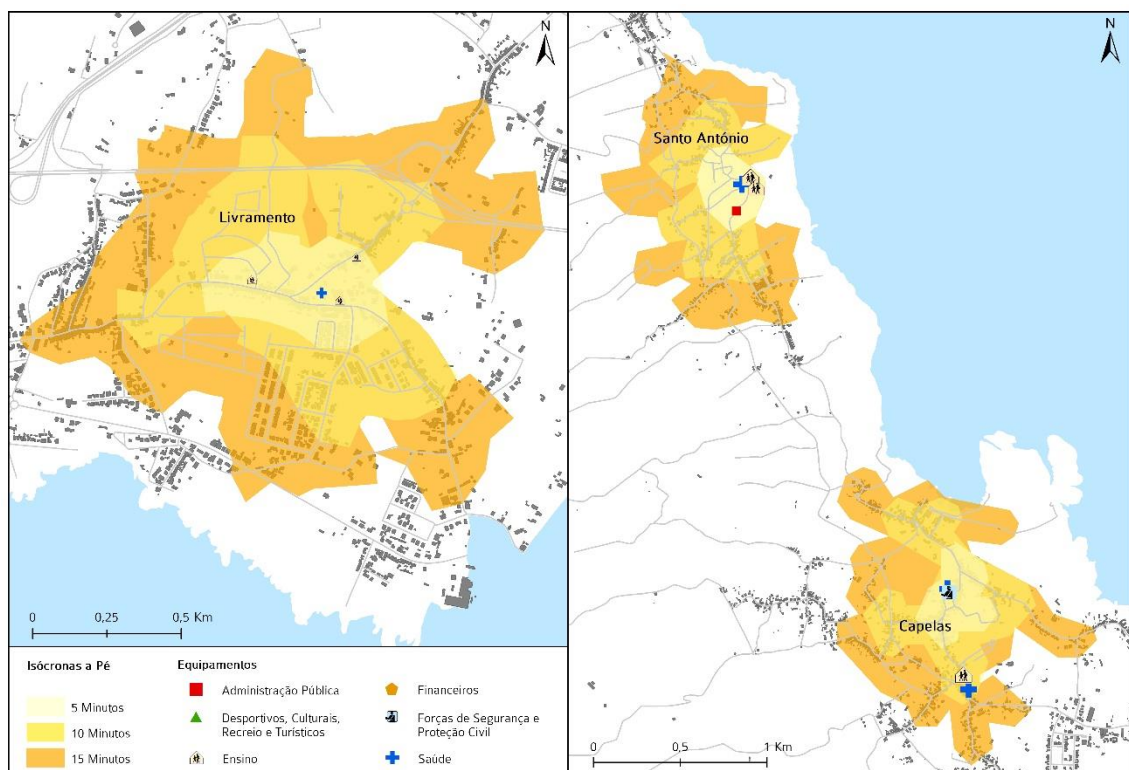 N
Livramento
0
0,25
0,5 Km
Isócronas a Pé
5 Minutos
10 Minutos
15 Minutos
Equipamentos
Administração Pública
Desportivos, Culturais,
Recreio e Turísticos
Ensino
Financeiros
Forças de Segurança e
Proteção Civil
Saúde
N
Santo António
Capelas
0
0,5
1 Km